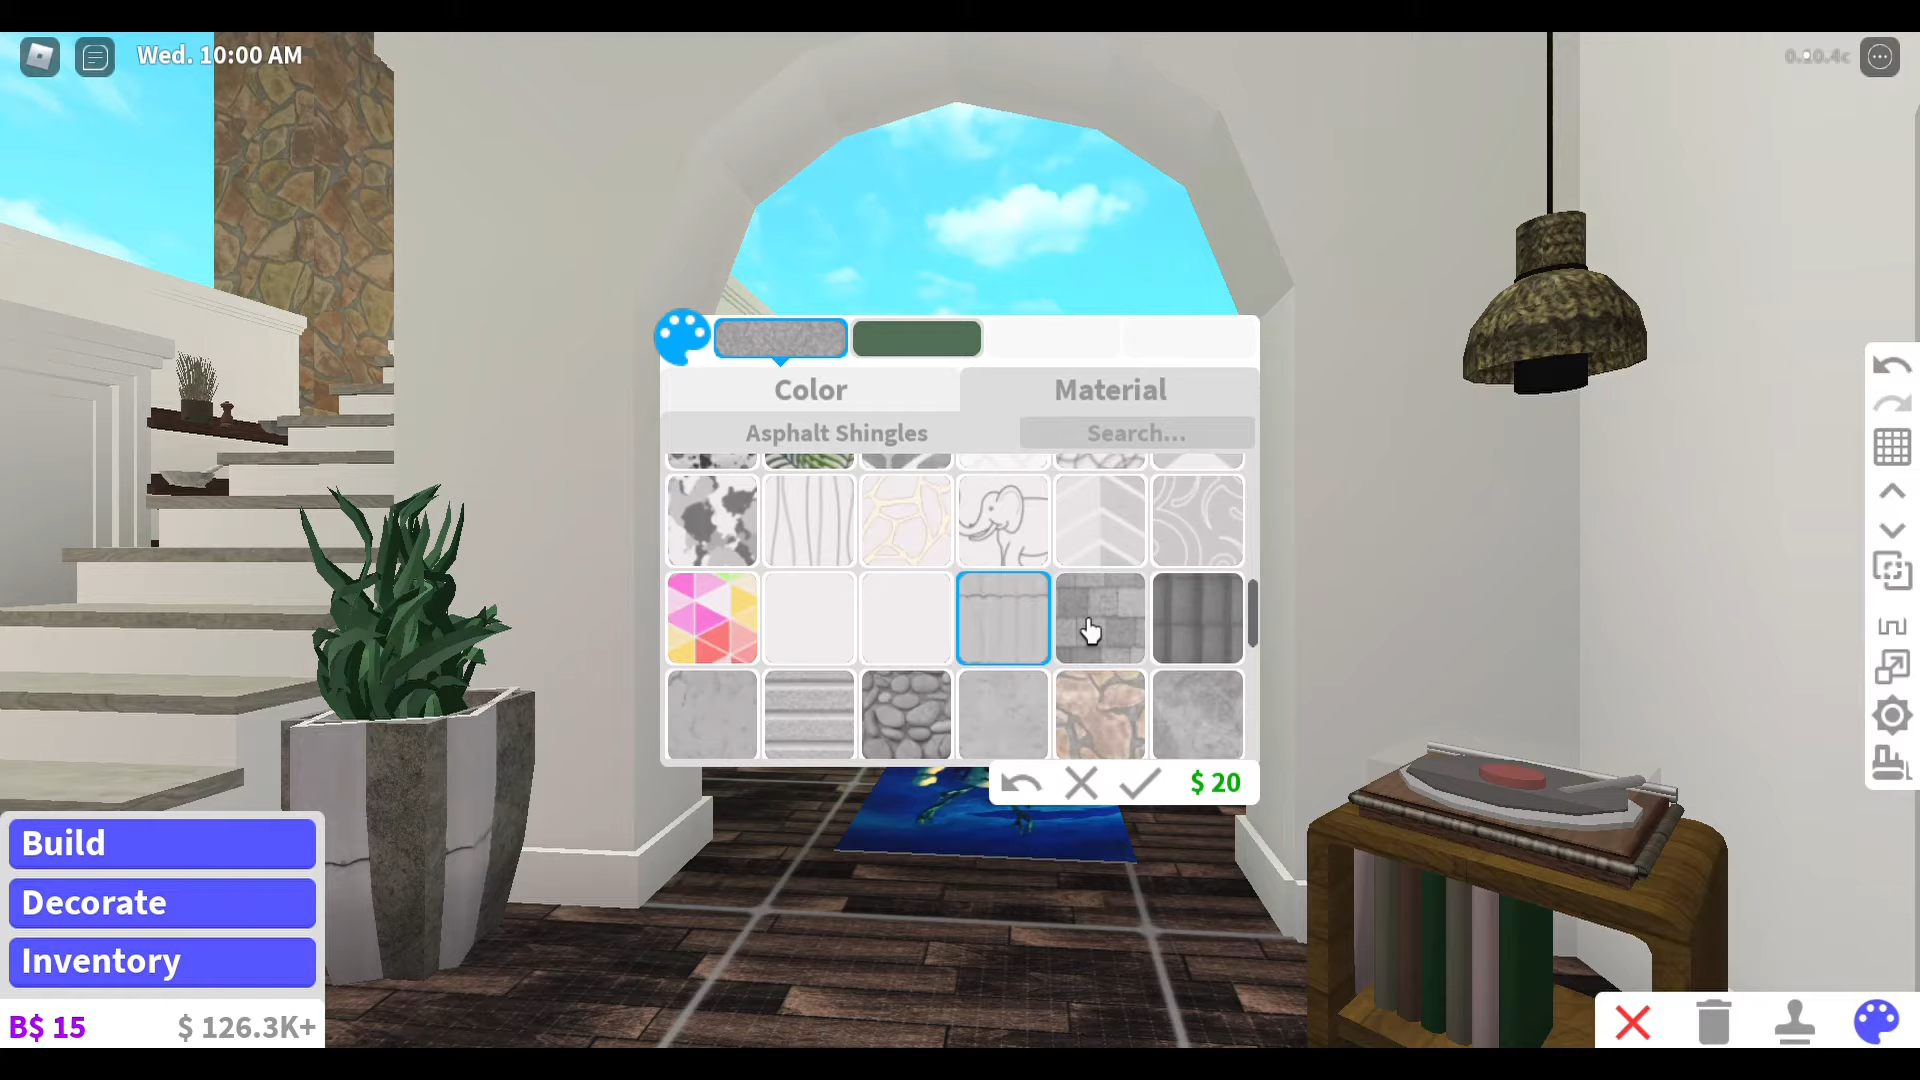 Wed. 10:00 AM
Color
Material
Asphalt Shingles
Search...
$ 20
Build
Decorate
Inventory
B$ 15
$ 126.3K+